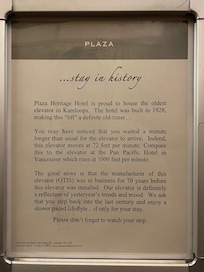 PLAZA
...stay in history
Plaza Heritage Hotel is proud to house the oldest
elevator in Kamloops. The hotel was built in 1928,
making this "lift" a definite old-timer...
You may have noticed that you waited a minute
longer than usual for the elevator to arrive. Indeed,
this elevator moves at 72 feet per minute. Compare
this to the elevator at the Pan Pacific Hotel in
Vancouver which rises at 1000 feet per minute.
The good news is that the manufacturer of this
elevator (OTIS) was in business for 70 years before
this elevator was installed. Our elevator is definitely
a reflection of yesteryear's trends and mood. We ask
that you step back into the last century and enjoy a
slower paced lifestyle.. if only for your stay.
Please don't forget to watch your step.